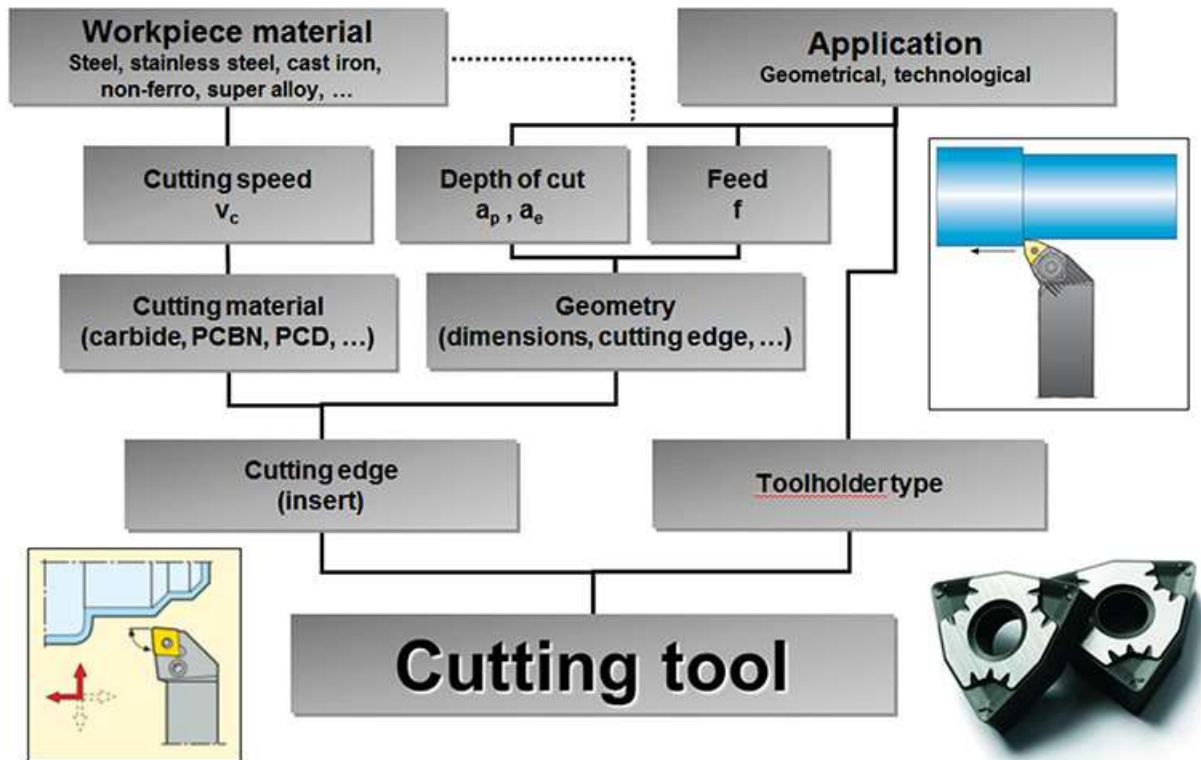 Workpiece material
Steel, stainless steel, cast iron,
non-ferro, super alloy, ...
Application
Geometrical, technological
Cutting speed
vc
Depth of cut
ap , ae
Feed
f
Cutting material
(carbide, PCBN, PCD, ...)
Geometry
(dimensions, cutting edge, ...)
Cutting edge
(insert)
Toolholder type
Cutting tool